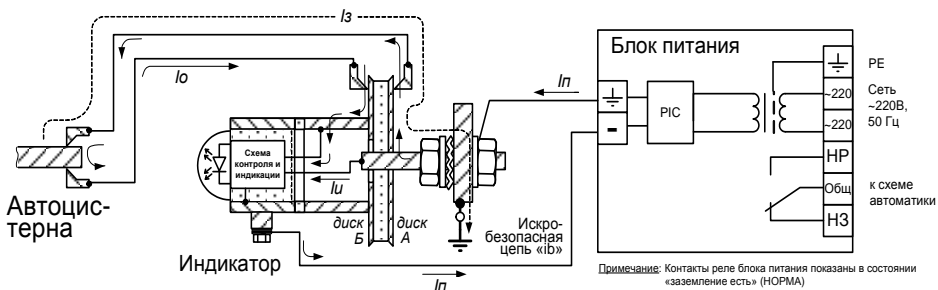 Iз
Iо
Iп
Блок питания
PE
~220
Сеть
~220В,
50 Гц
~220
PIC
-
НР
Общ
НЗ
к схеме
автоматики
Схема
контроля и
индикации
Iи
Автоцис-
терна
диск
Б
диск
А
Искро-
безопасная
цепь «ib»
Индикатор
Iп
Примечание: Контакты реле блока питания показаны в состоянии
«заземление есть» (НОРМА)